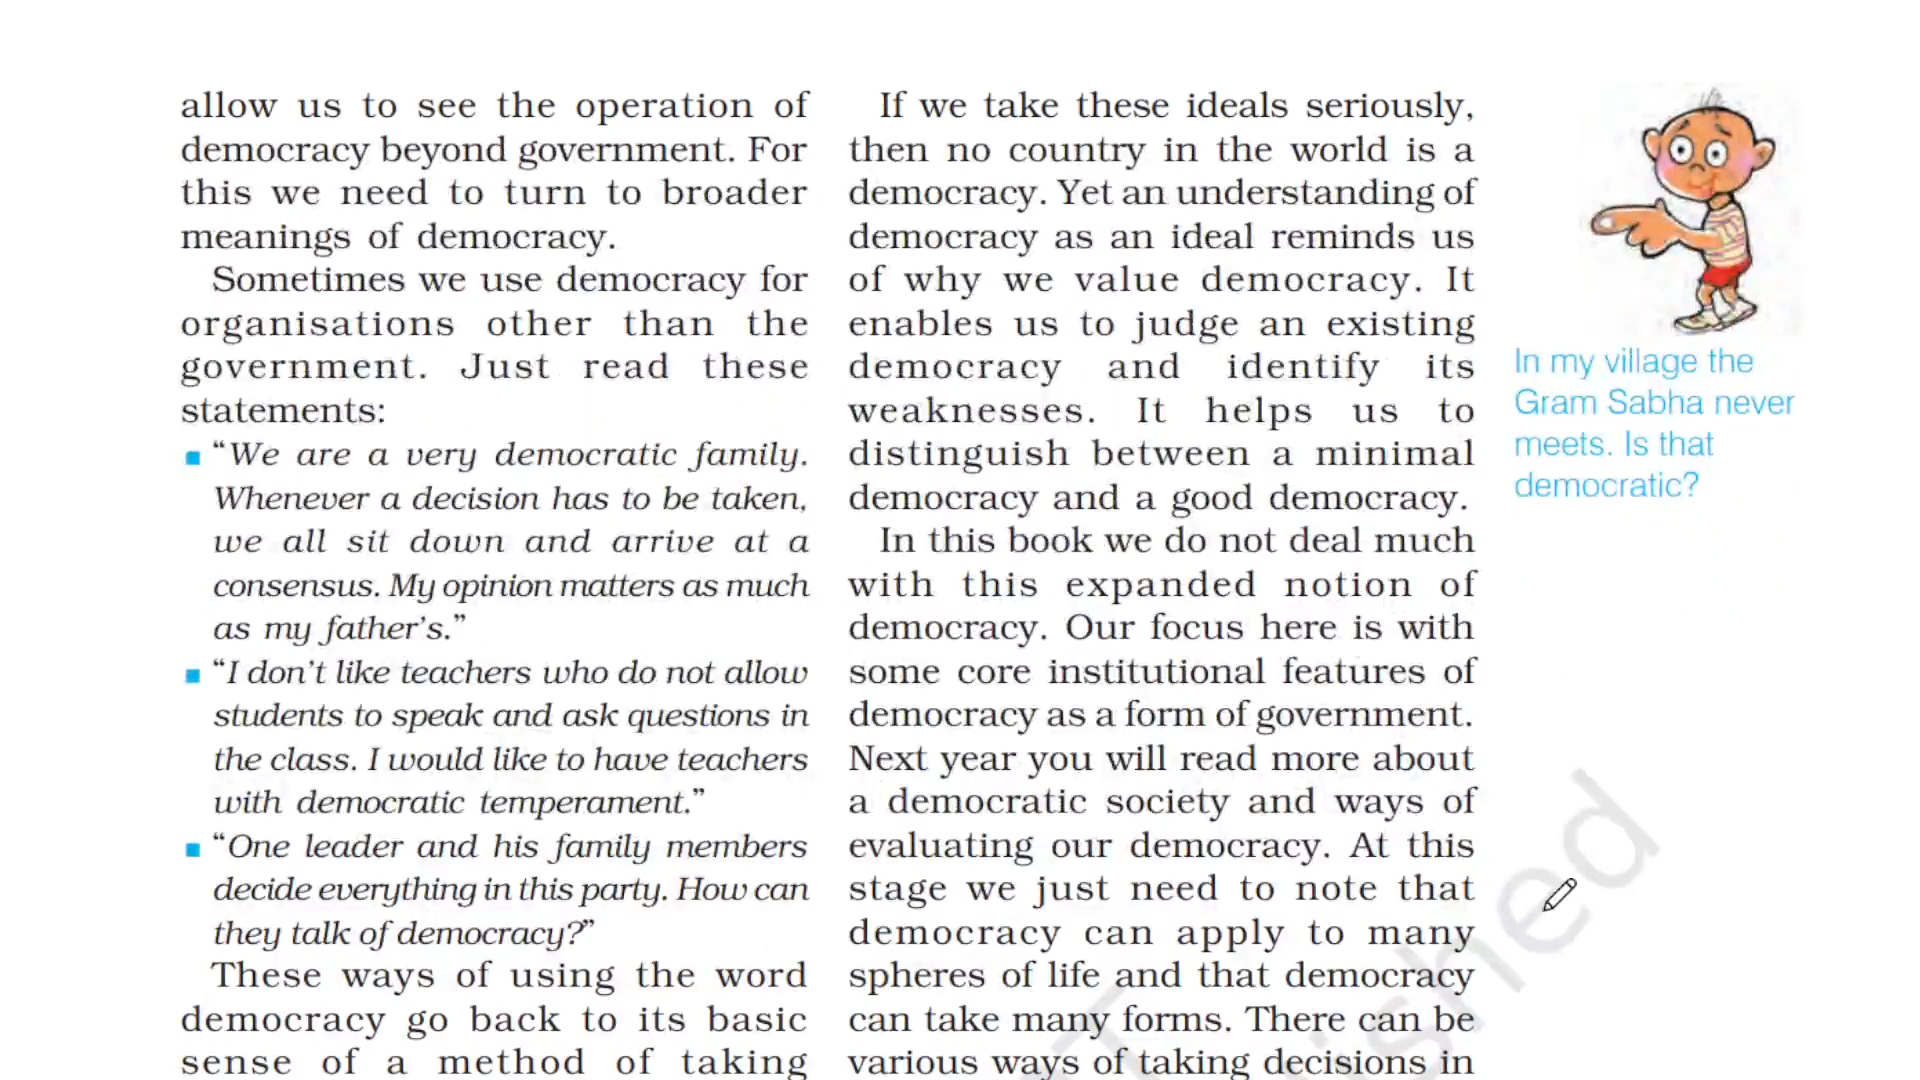 allow us to see the operation of
democracy beyond government. For
this we need to turn to broader
meanings of democracy.
Sometimes we use democracy for
organisations other than the
government. Just read these
statements:
“We are a very democratic family.
Whenever a decision has to be taken,
we all sit down and arrive at a
consensus. My opinion matters as much
as my father’s.”
“I don’t like teachers who do not allow
students to speak and ask questions in
the class. I would like to have teachers
with democratic temperament.”
“One leader and his family members
decide everything in this party. How can
they talk of democracy?”
These ways of using the word
democracy go back to its basic
sense of a method of taking
If we take these ideals seriously,
then no country in the world is a
democracy. Yet an understanding of
democracy as an ideal reminds us
of why we value democracy. It
enables us to judge an existing
democracy and identify its
weaknesses. It helps us to
distinguish between a minimal
democracy and a good democracy.
In this book we do not deal much
with this expanded notion of
democracy. Our focus here is with
some core institutional features of
democracy as a form of government.
Next year you will read more about
a democratic society and ways of
evaluating our democracy. At this
stage we just need to note that
democracy can apply to many
spheres of life and that democracy
can take many forms. There can be
various ways of taking decisions in
In my village the
Gram Sabha never
meets. Is that
democratic?